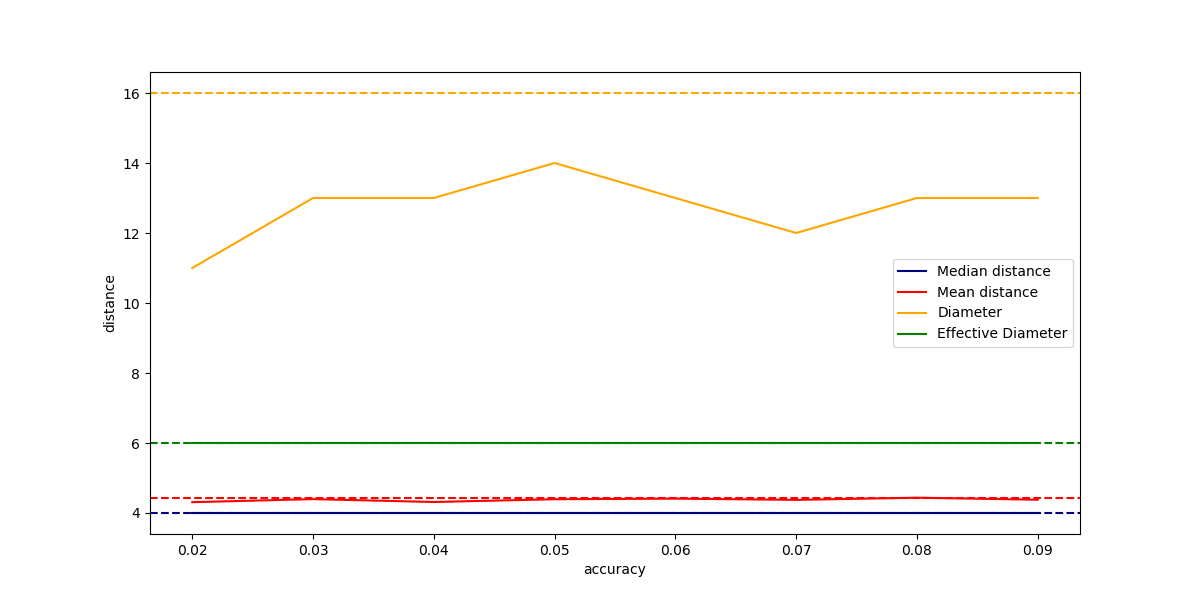 16
14
12
10
8
6
4
distance
0.02 0.03 0.04 0.05 0.06 0.07 0.08 0.09
accuracy
Median distance
Mean distance
Diameter
Effective Diameter